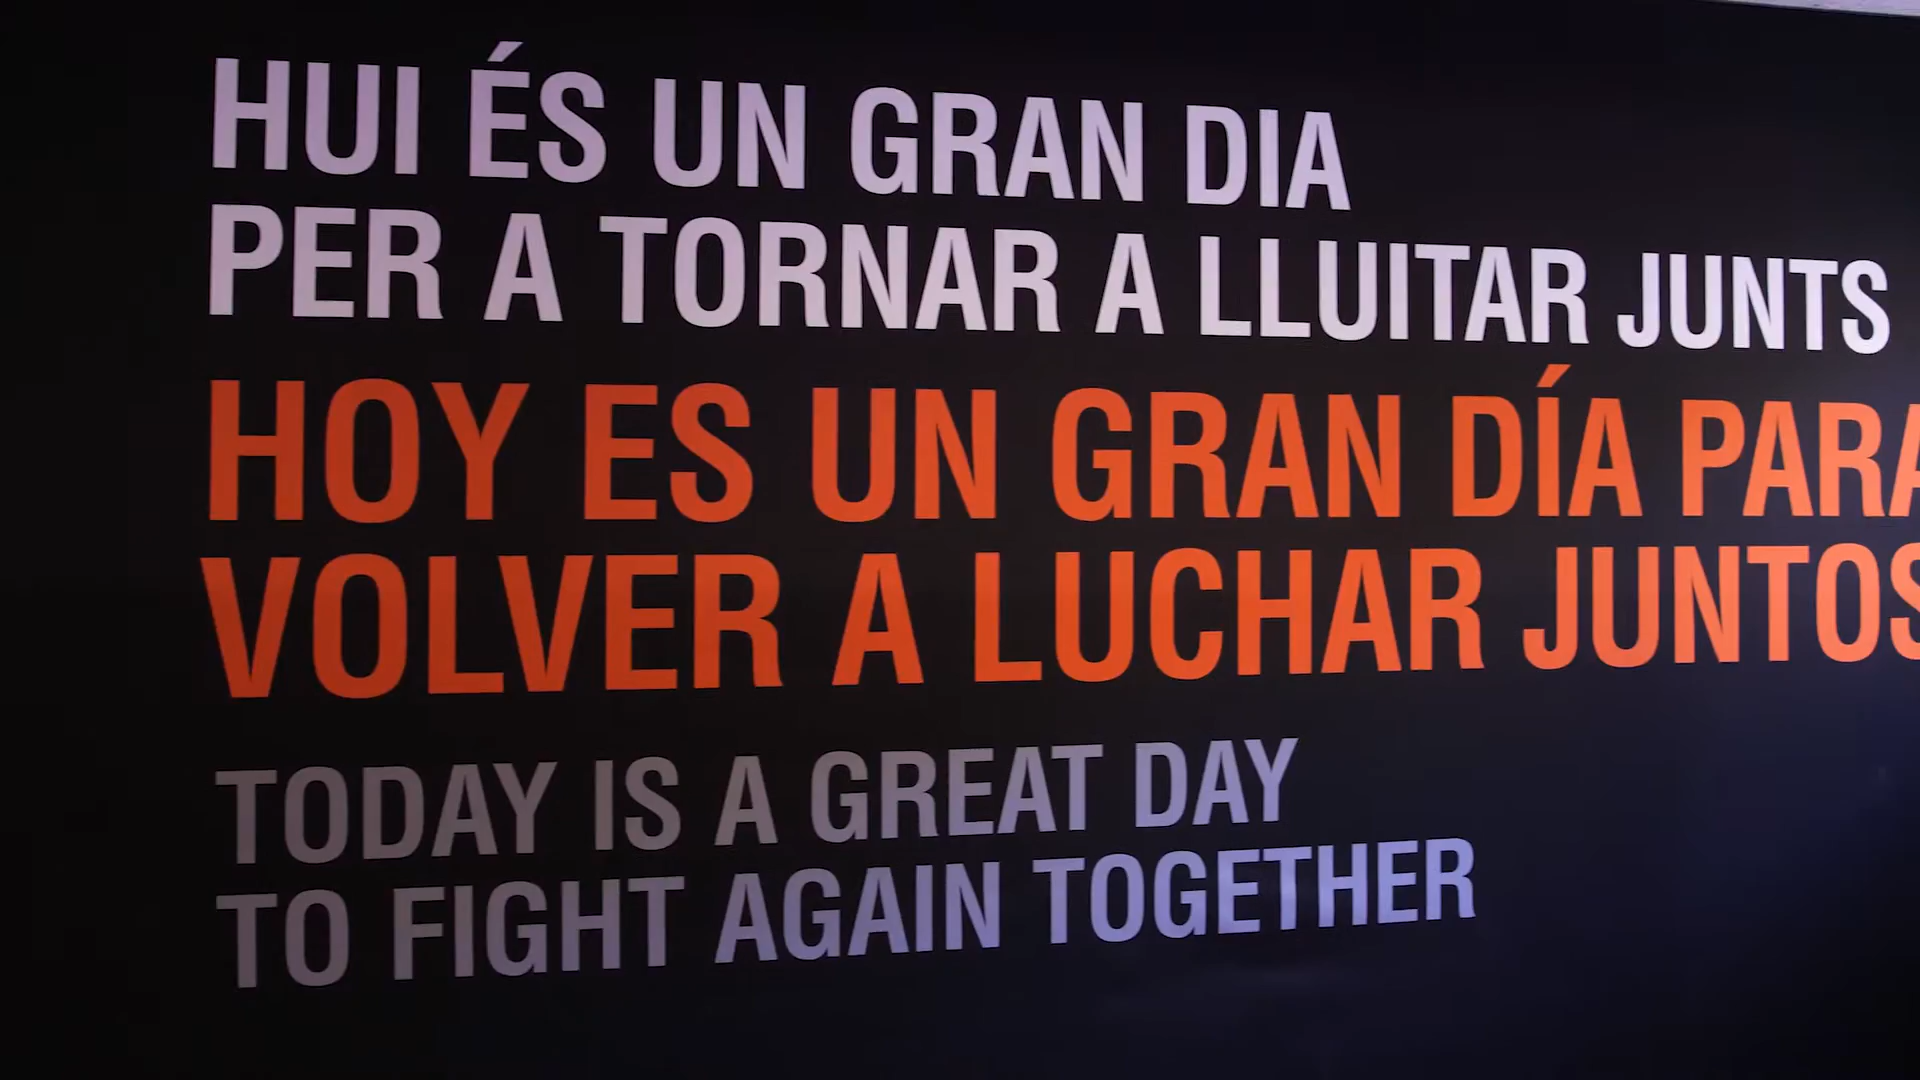 HUI ÉS UN GRAN DIA
PER A TORNAR A LLUITAR JUNTS
HOY ES UN GRAN DÍA PARA
VOLVER A LUCHAR JUNTOS
TODAY IS A GREAT DAY
TO FIGHT AGAIN TOGETHER